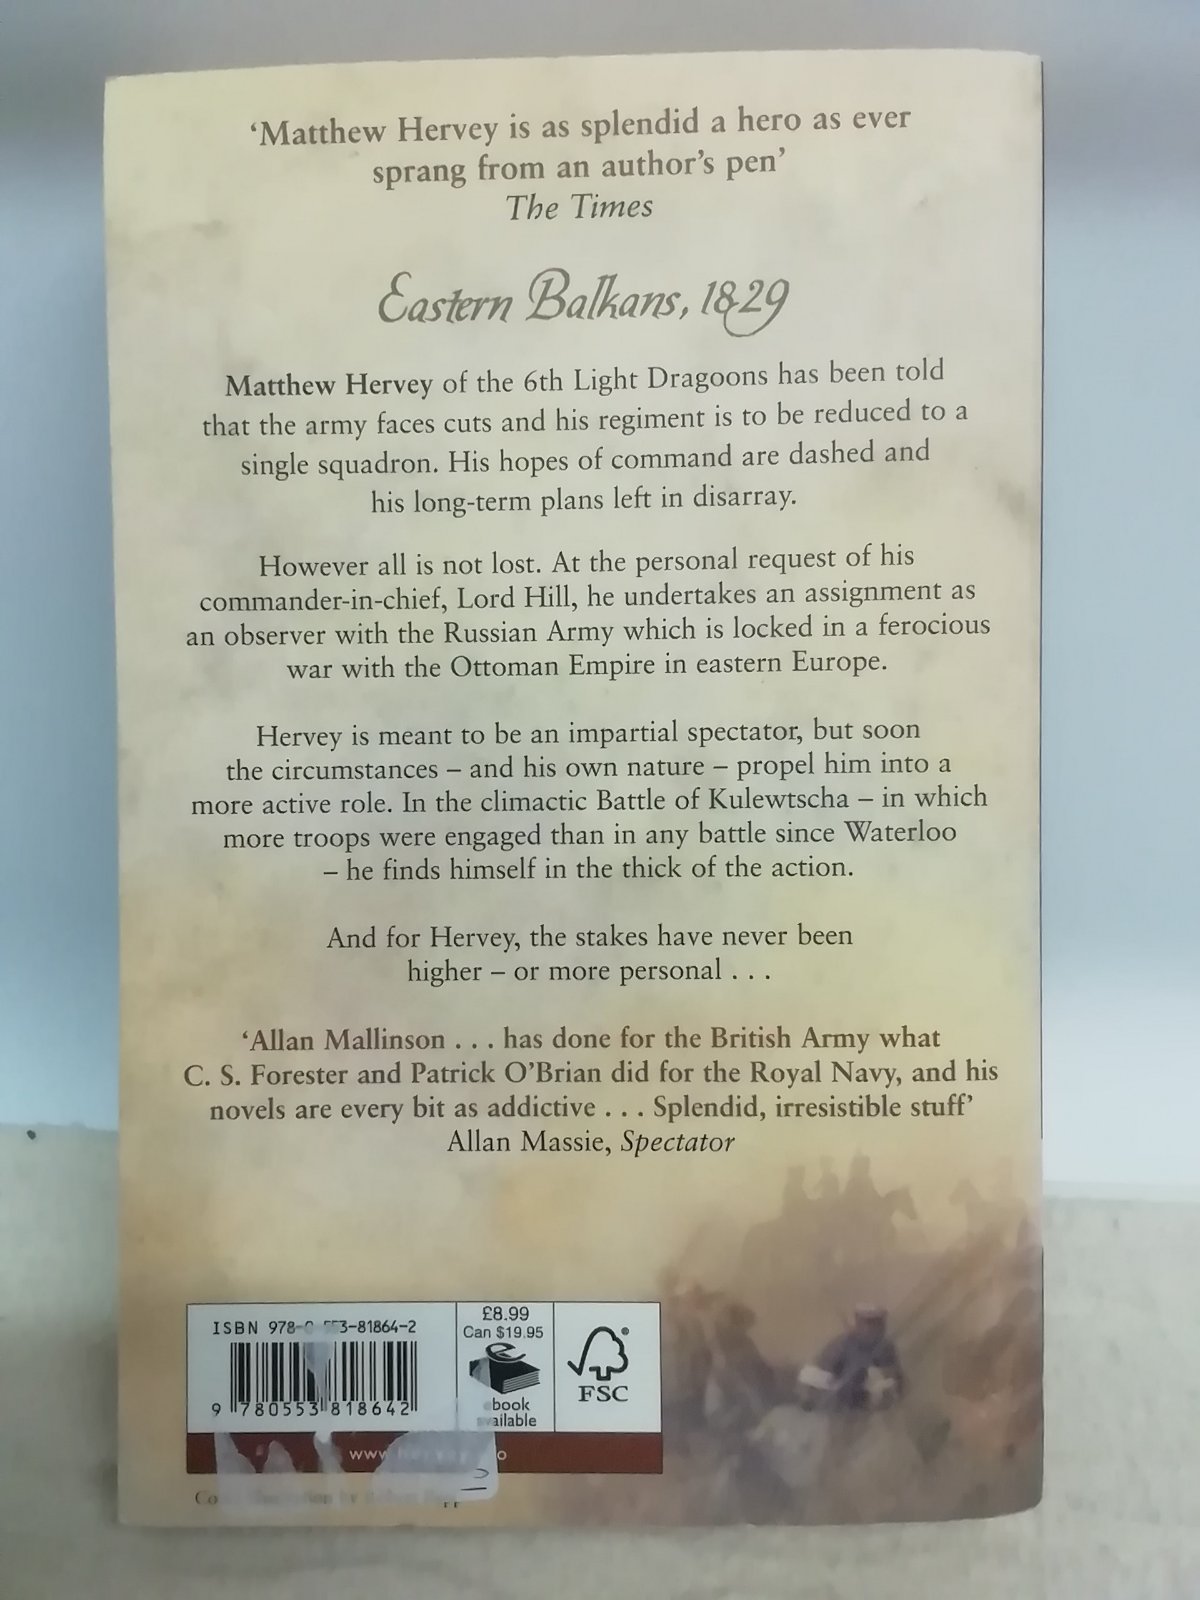 ‘Matthew Hervey is as splendid a hero as ever
sprang from an author’s pen’
The Times
Eastern Balkans, 1829
Matthew Hervey of the 6th Light Dragoons has been told
that the army faces cuts and his regiment is to be reduced to a
single squadron. His hopes of command are dashed and
his long-term plans left in disarray.
However all is not lost. At the personal request of his
commander-in-chief, Lord Hill, he undertakes an assignment as
an observer with the Russian Army which is locked in a ferocious
war with the Ottoman Empire in eastern Europe.
Hervey is meant to be an impartial spectator, but soon
the circumstances – and his own nature – propel him into a
more active role. In the climactic Battle of Kulewtscha – in which
more troops were engaged than in any battle since Waterloo
– he finds himself in the thick of the action.
And for Hervey, the stakes have never been
higher – or more personal . . .
‘Allan Mallinson . . . has done for the British Army what
C. S. Forester and Patrick O’Brian did for the Royal Navy, and his
novels are every bit as addictive . . . Splendid, irresistible stuff’
Allan Massie, Spectator
ISBN 978-0-553-81864-2
9 780553 818642
£8.99
Can $19.95
book
available
FSC
www